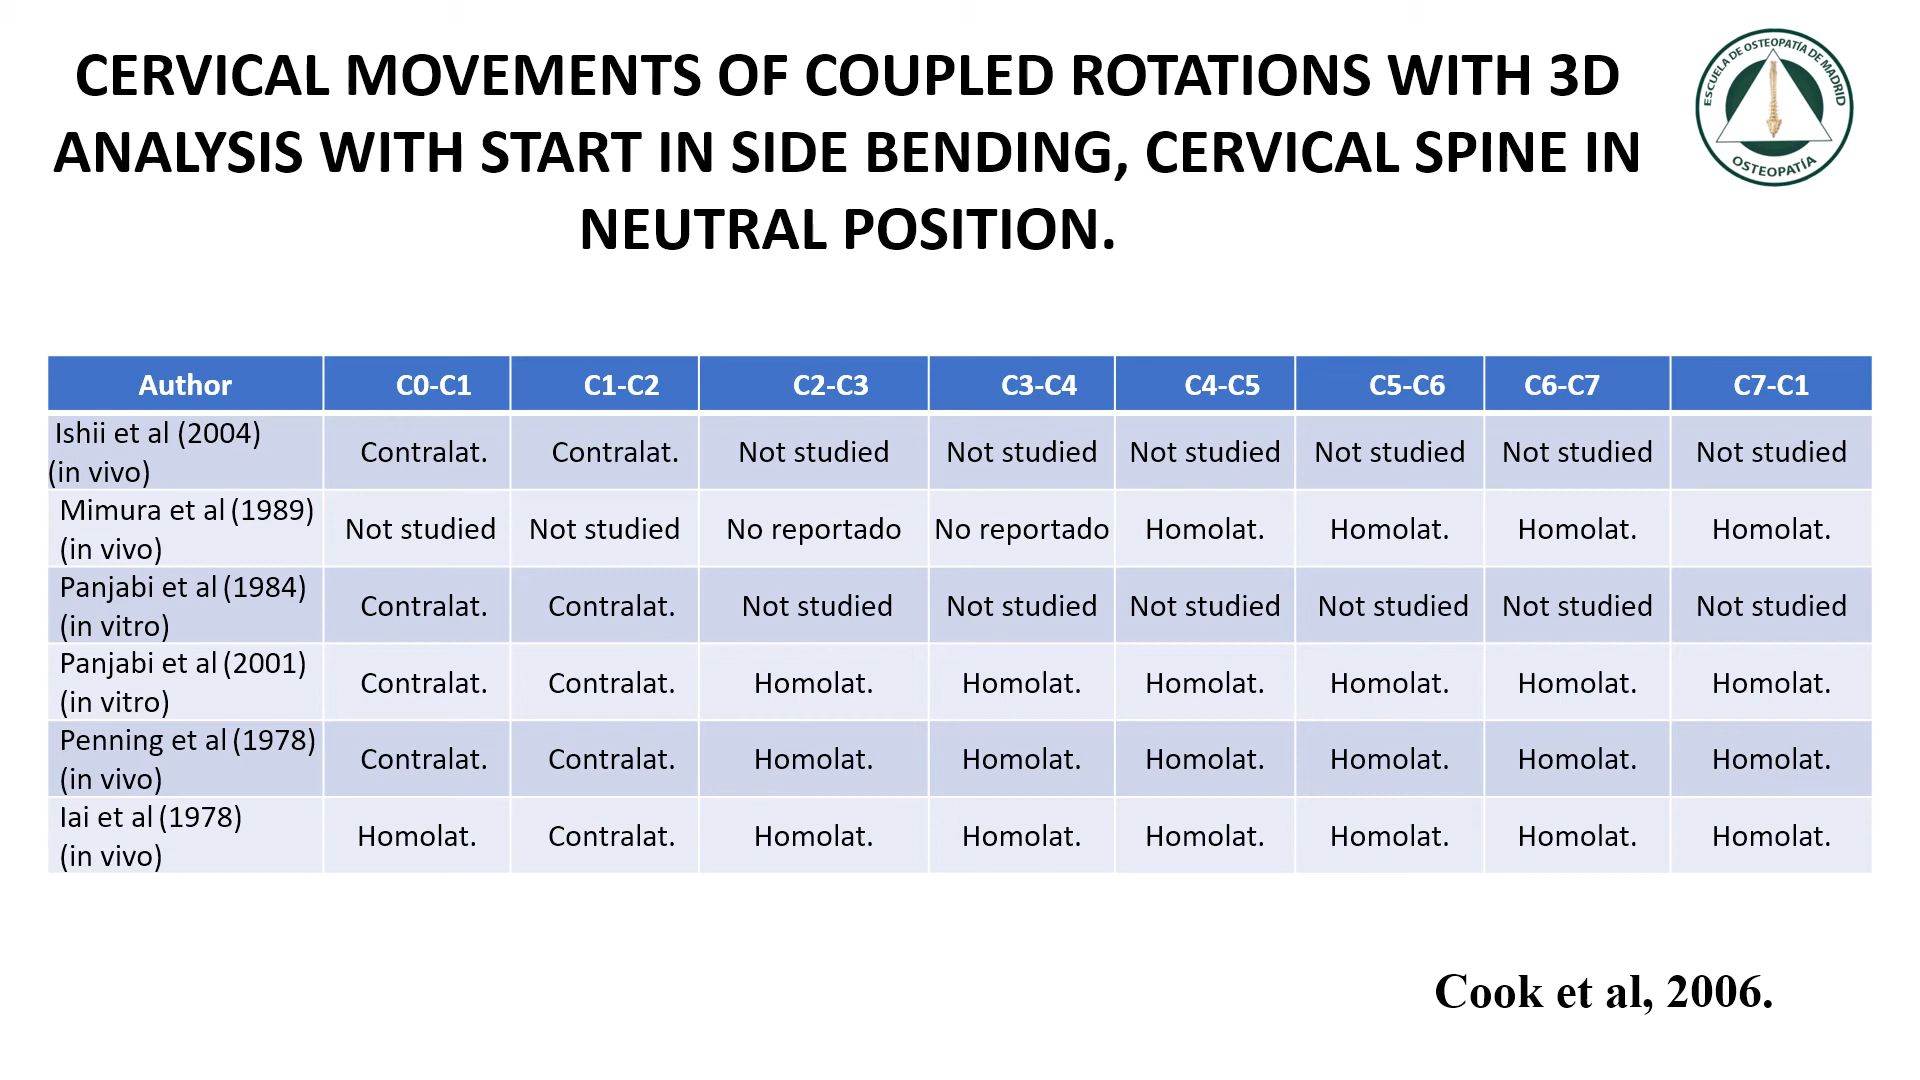 CERVICAL MOVEMENTS OF COUPLED ROTATIONS WITH 3D
ANALYSIS WITH START IN SIDE BENDING, CERVICAL SPINE IN
NEUTRAL POSITION.
ESCUELA DE OSTEOPATÍA DE MADRID
OSTEOPATÍA
Author C0-C1 C1-C2 C2-C3 C3-C4 C4-C5 C5-C6 C6-C7 C7-C1
Ishii et al (2004)
(in vivo) Contralat. Contralat. Not studied Not studied Not studied Not studied Not studied Not studied
Mimura et al (1989)
(in vivo) Not studied Not studied No reportado No reportado Homolat. Homolat. Homolat. Homolat.
Panjabi et al (1984)
(in vitro) Contralat. Contralat. Not studied Not studied Not studied Not studied Not studied Not studied
Panjabi et al (2001)
(in vitro) Contralat. Contralat. Homolat. Homolat. Homolat. Homolat. Homolat. Homolat.
Penning et al (1978)
(in vivo) Contralat. Contralat. Homolat. Homolat. Homolat. Homolat. Homolat. Homolat.
Iai et al (1978)
(in vivo) Homolat. Contralat. Homolat. Homolat. Homolat. Homolat. Homolat. Homolat.
Cook et al, 2006.